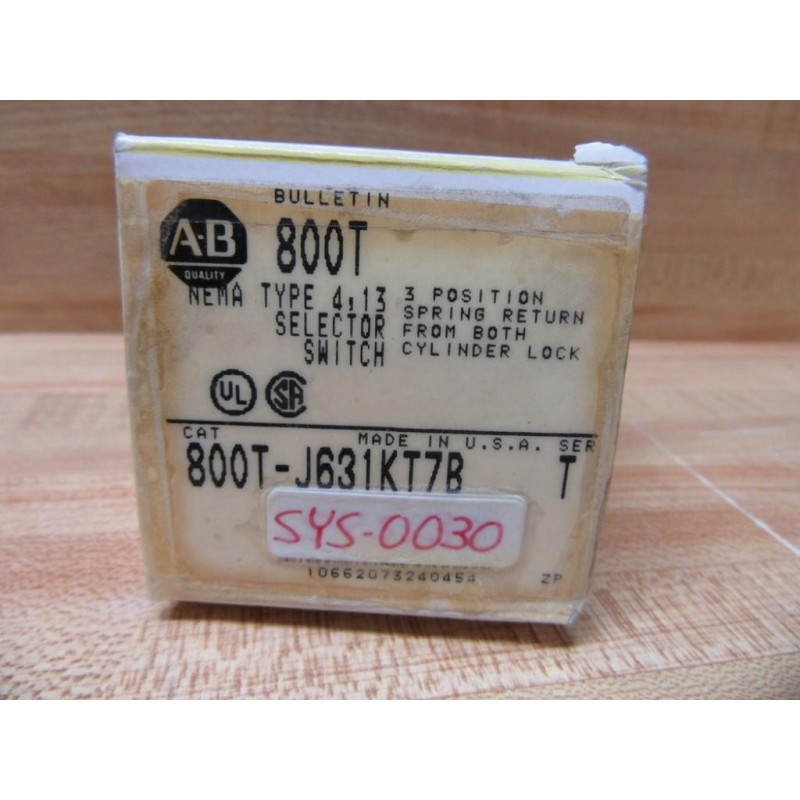 BULLETIN
A-B
QUALITY
800T
NEMA TYPE 4,13
SELECTOR
SWITCH
3 POSITION
SPRING RETURN
FROM BOTH
CYLINDER LOCK
UL
SA
CAT
MADE IN U.S.A.
SER
800T-J631KT7B
T
SYS-0030
10662073240454
ZP